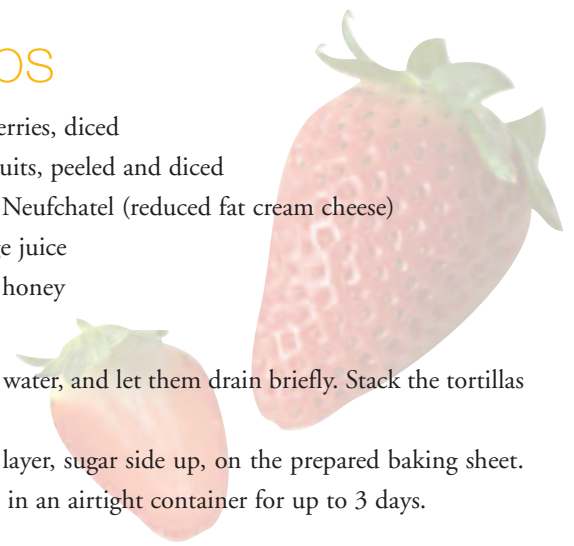 os
erries, diced
uits, peeled and diced
Neufchatel (reduced fat cream cheese)
e juice
honey
water, and let them drain briefly. Stack the tortillas
layer, sugar side up, on the prepared baking sheet.
in an airtight container for up to 3 days.